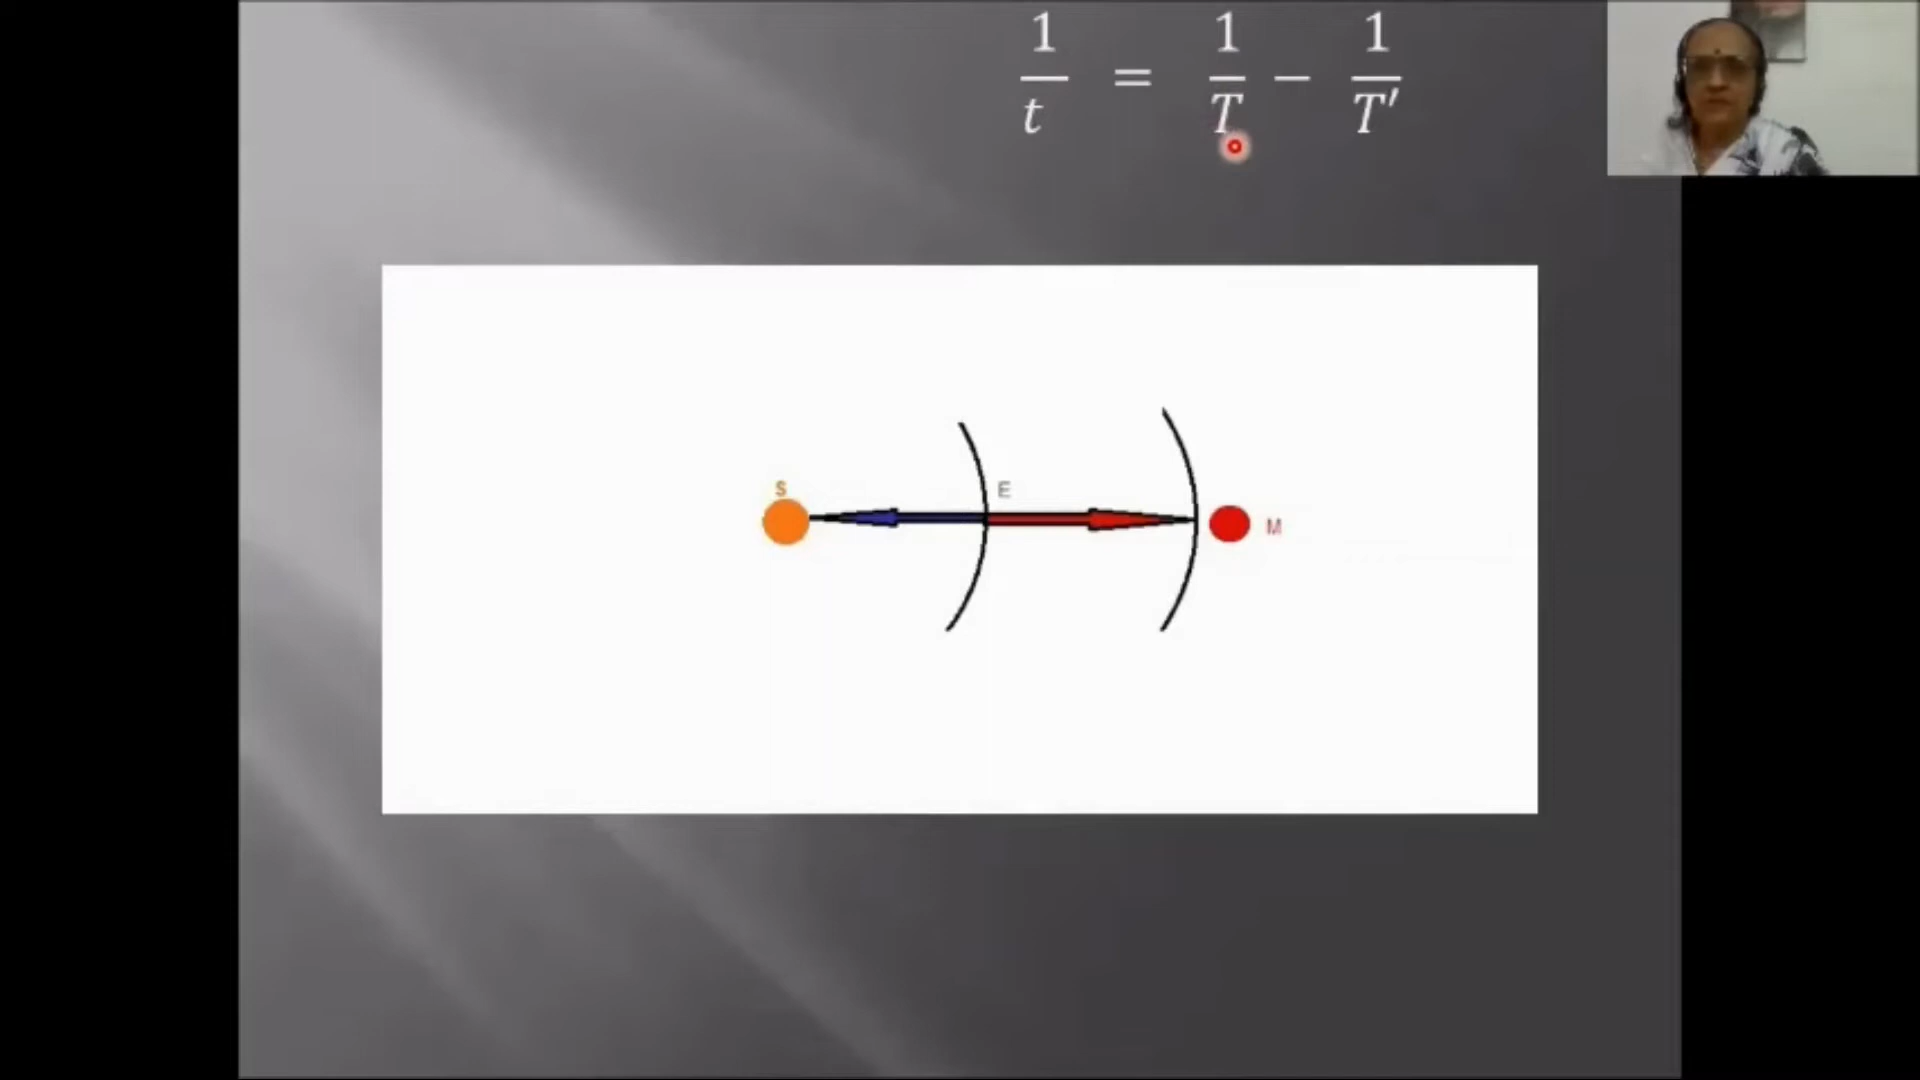 1/t = 1/T − 1/T′
S
E
M